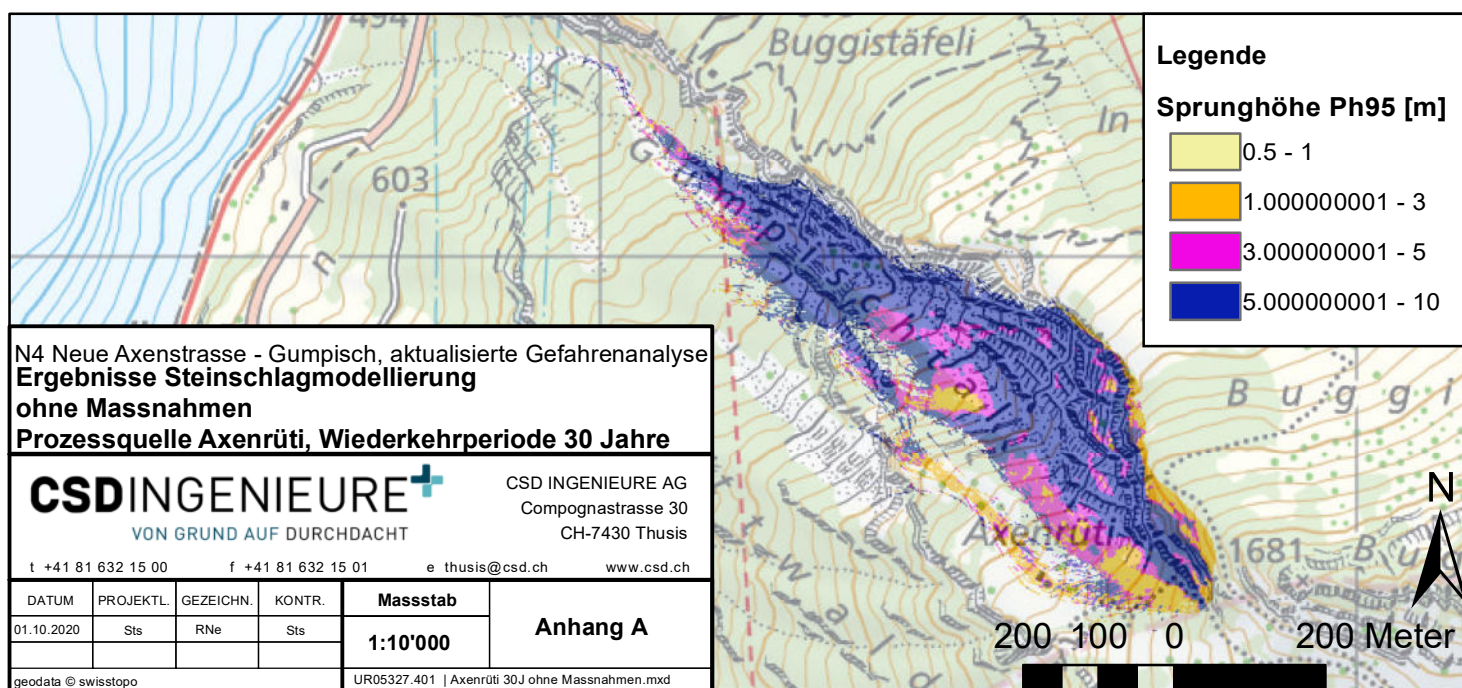 494
Buggistäfeli
In
603
n
Gumpischtal
Buggi
Axenrüti
1681
w
a
l
d
Legende
Sprunghöhe Ph95 [m]
0.5 - 1
1.000000001 - 3
3.000000001 - 5
5.000000001 - 10
N4 Neue Axenstrasse - Gumpisch, aktualisierte Gefahrenanalyse
Ergebnisse Steinschlagmodellierung
ohne Massnahmen
Prozessquelle Axenrüti, Wiederkehrperiode 30 Jahre
CSDINGENIEURE
VON GRUND AUF DURCHDACHT
CSD INGENIEURE AG
Compognastrasse 30
CH-7430 Thusis
t +41 81 632 15 00 f +41 81 632 15 01 e thusis@csd.ch www.csd.ch
DATUM PROJEKTL. GEZEICHN. KONTR.
01.10.2020 Sts RNe Sts
Massstab
1:10'000
Anhang A
geodata © swisstopo
UR05327.401 | Axenrüti 30J ohne Massnahmen.mxd
N
200 100 0 200 Meter